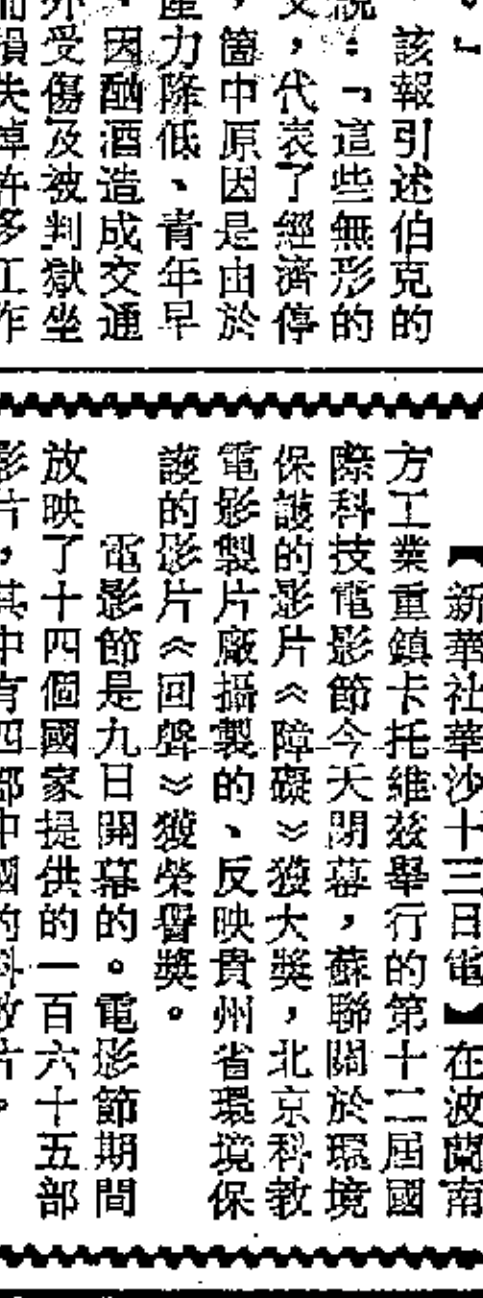 。」
該報引述伯克的
說：「這些無形的
，代表了經濟停
，箇中原因是由於
產力降低、青年早
因酗酒造成交通
外受傷及被判獄坐
損失掉許多工作
【新華社華沙十三日電】在波蘭南
方工業重鎮卡托維兹舉行的第十二屆國
際科技電影節今天閉幕，蘇聯關於環境
保護的影片《障礙》獲大獎，北京科教
電影製片廠攝製的、反映貴州省環境保
護的影片《回聲》獲榮譽獎。
電影節是九日開幕的。電影節期間
放映了十四個國家提供的一百六十五部
影片，其中有四部中國的科教片。